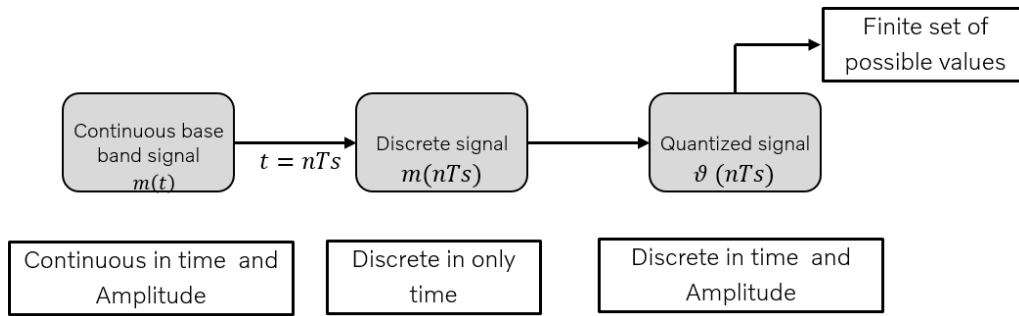 Finite set of
possible values
Continuous base
band signal
m(t)
t = nTs
Discrete signal
m(nTs)
Quantized signal
ϑ (nTs)
Continuous in time and
Amplitude
Discrete in only
time
Discrete in time and
Amplitude